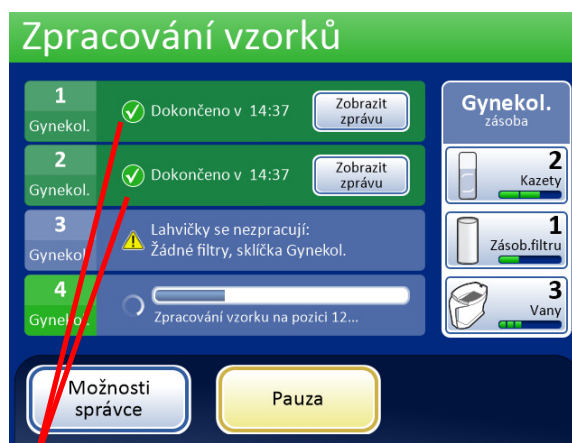 Zpracování vzorků
1
Gynekol.
Dokončeno v 14:37
Zobrazit
zprávu
2
Gynekol.
Dokončeno v 14:37
Zobrazit
zprávu
3
Gynekol.
Lahvičky se nezpracují:
Žádné filtry, sklíčka Gynekol.
4
Gynekol.
Zpracování vzorku na pozici 12...
Gynekol.
zásoba
2
Kazety
1
Zásob.filtru
3
Vany
Možnosti
správce
Pauza